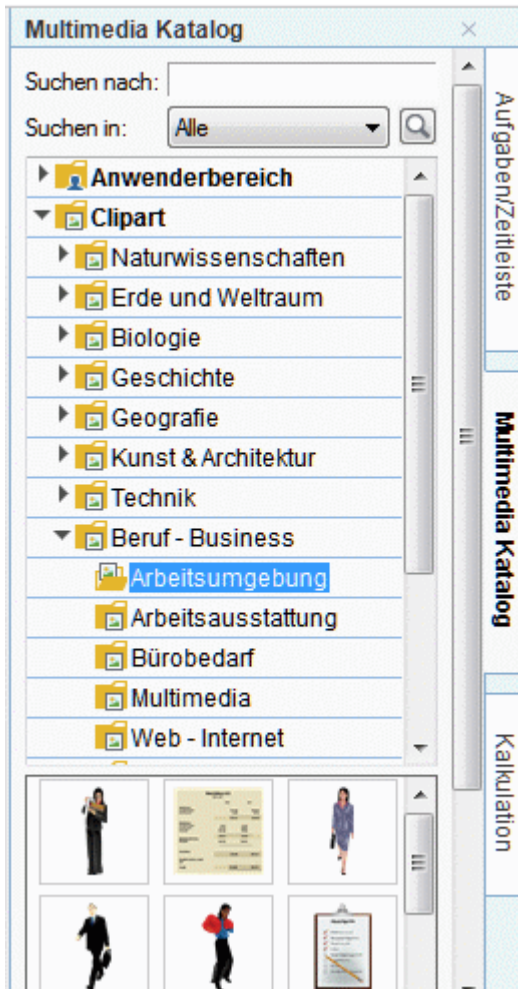 Multimedia Katalog
Suchen nach:
Suchen in: Alle
Anwenderbereich
Clipart
Naturwissenschaften
Erde und Weltraum
Biologie
Geschichte
Geografie
Kunst & Architektur
Technik
Beruf - Business
Arbeitsumgebung
Arbeitsausstattung
Bürobedarf
Multimedia
Web - Internet
Aufgaben/Zeitleiste
Multimedia Katalog
Kalkulation